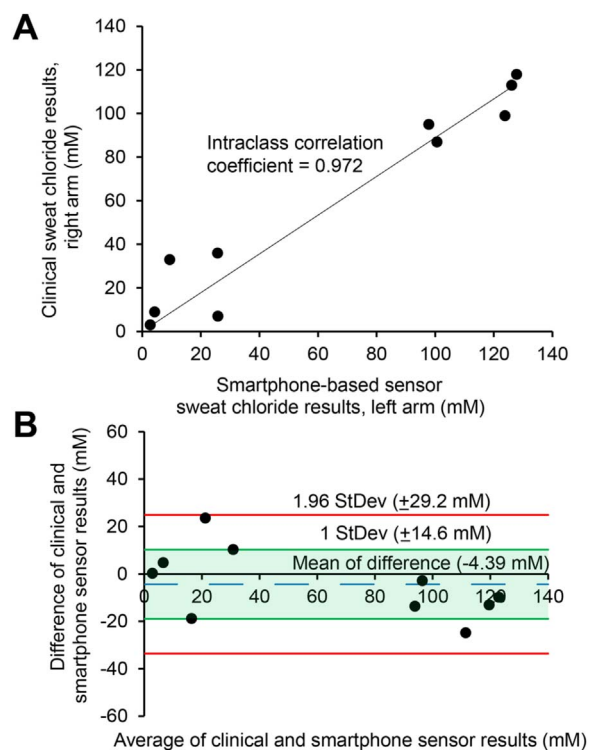 A
140
120
100
80
60
40
20
0
Clinical sweat chloride results,
right arm (mM)
Intraclass correlation
coefficient = 0.972
0 20 40 60 80 100 120 140
Smartphone-based sensor
sweat chloride results, left arm (mM)
B
60
40
20
0
-20
-40
-60
Difference of clinical and
smartphone sensor results (mM)
1.96 StDev (±29.2 mM)
1 StDev (±14.6 mM)
Mean of difference (-4.39 mM)
0 20 40 60 80 100 120 140
Average of clinical and smartphone sensor results (mM)